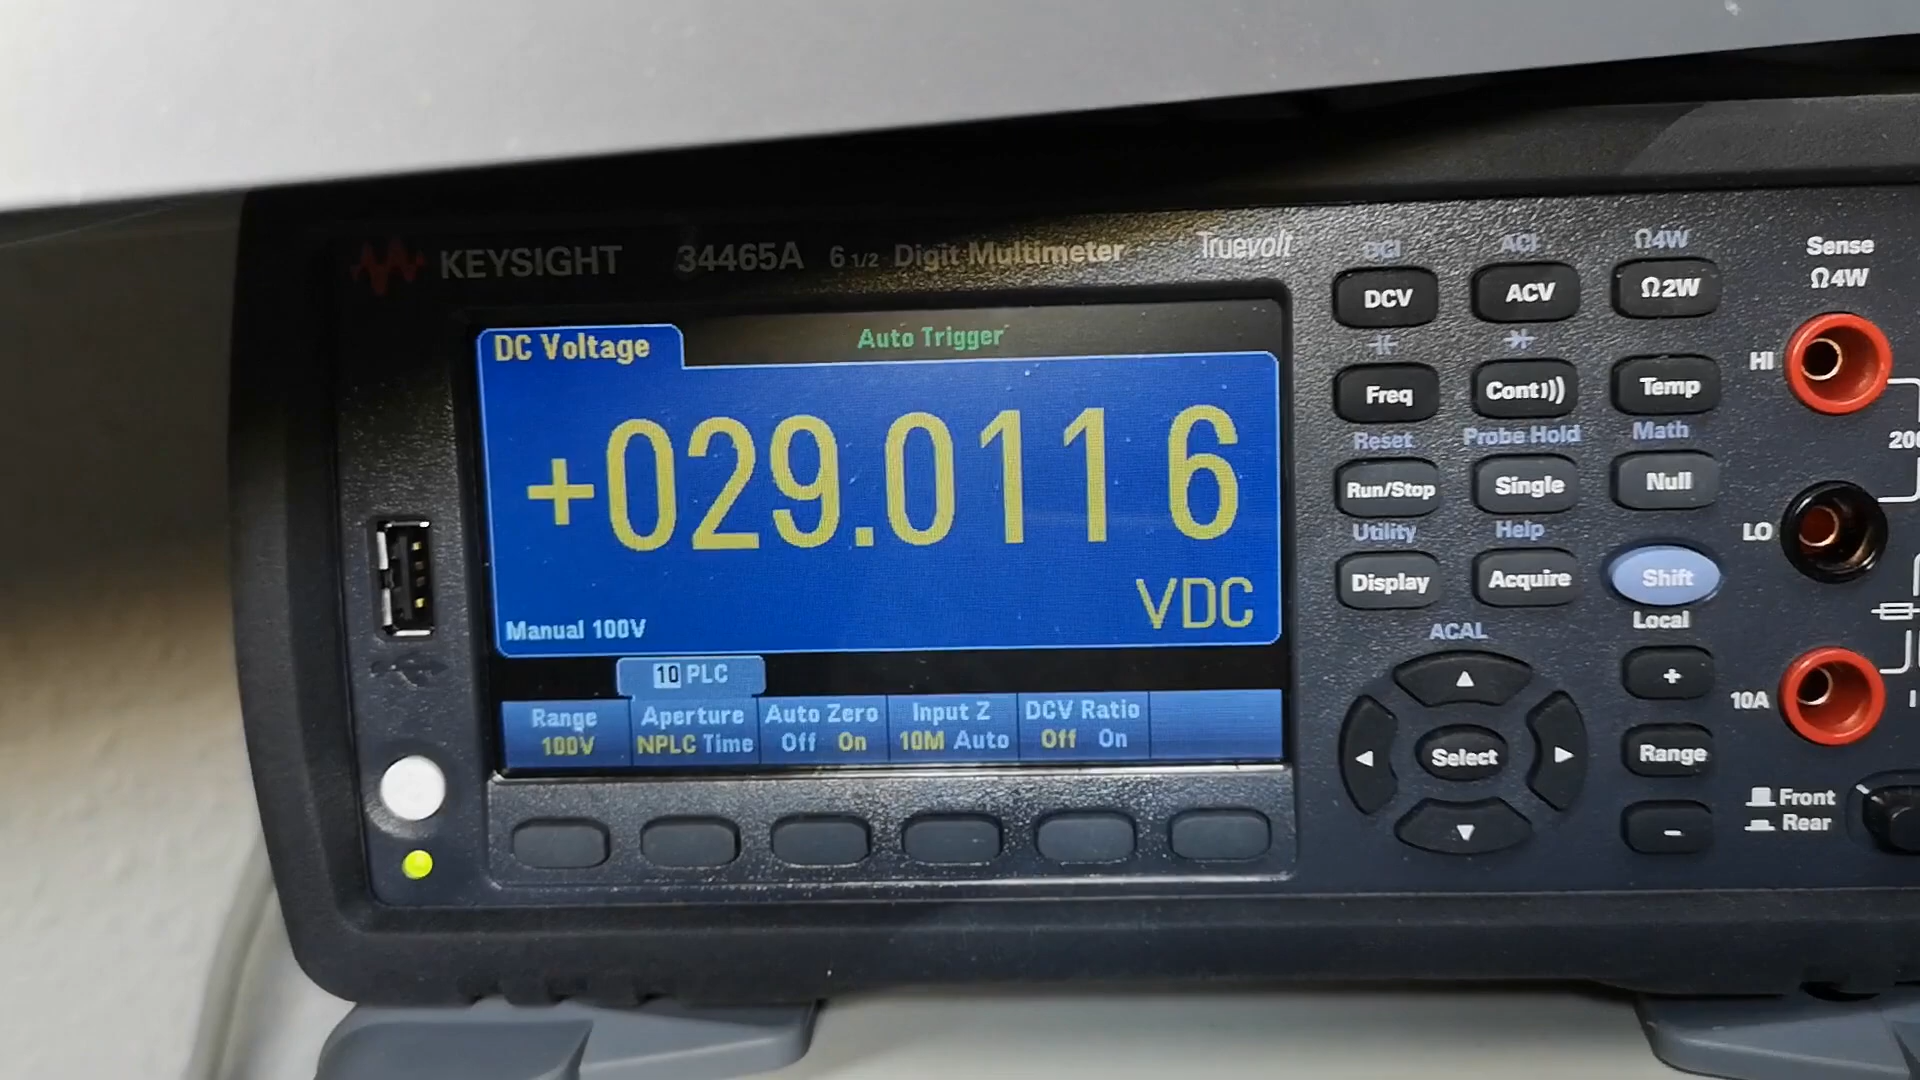 KEYSIGHT 34465A 6 1/2 Digit Multimeter Truevolt
DC Voltage
Auto Trigger
+029.011 6
VDC
Manual 100V
10 PLC
Range
100V
Aperture
NPLC Time
Auto Zero
Off On
Input Z
10M Auto
DCV Ratio
Off On
DCI ACI Ω4W
DCV ACV Ω2W
Freq Cont Temp
Reset Probe Hold Math
Run/Stop Single Null
Utility Help
Display Acquire Shift
Local
ACAL
Select
+
Range
-
Sense
Ω4W
HI
LO
10A
Front
Rear